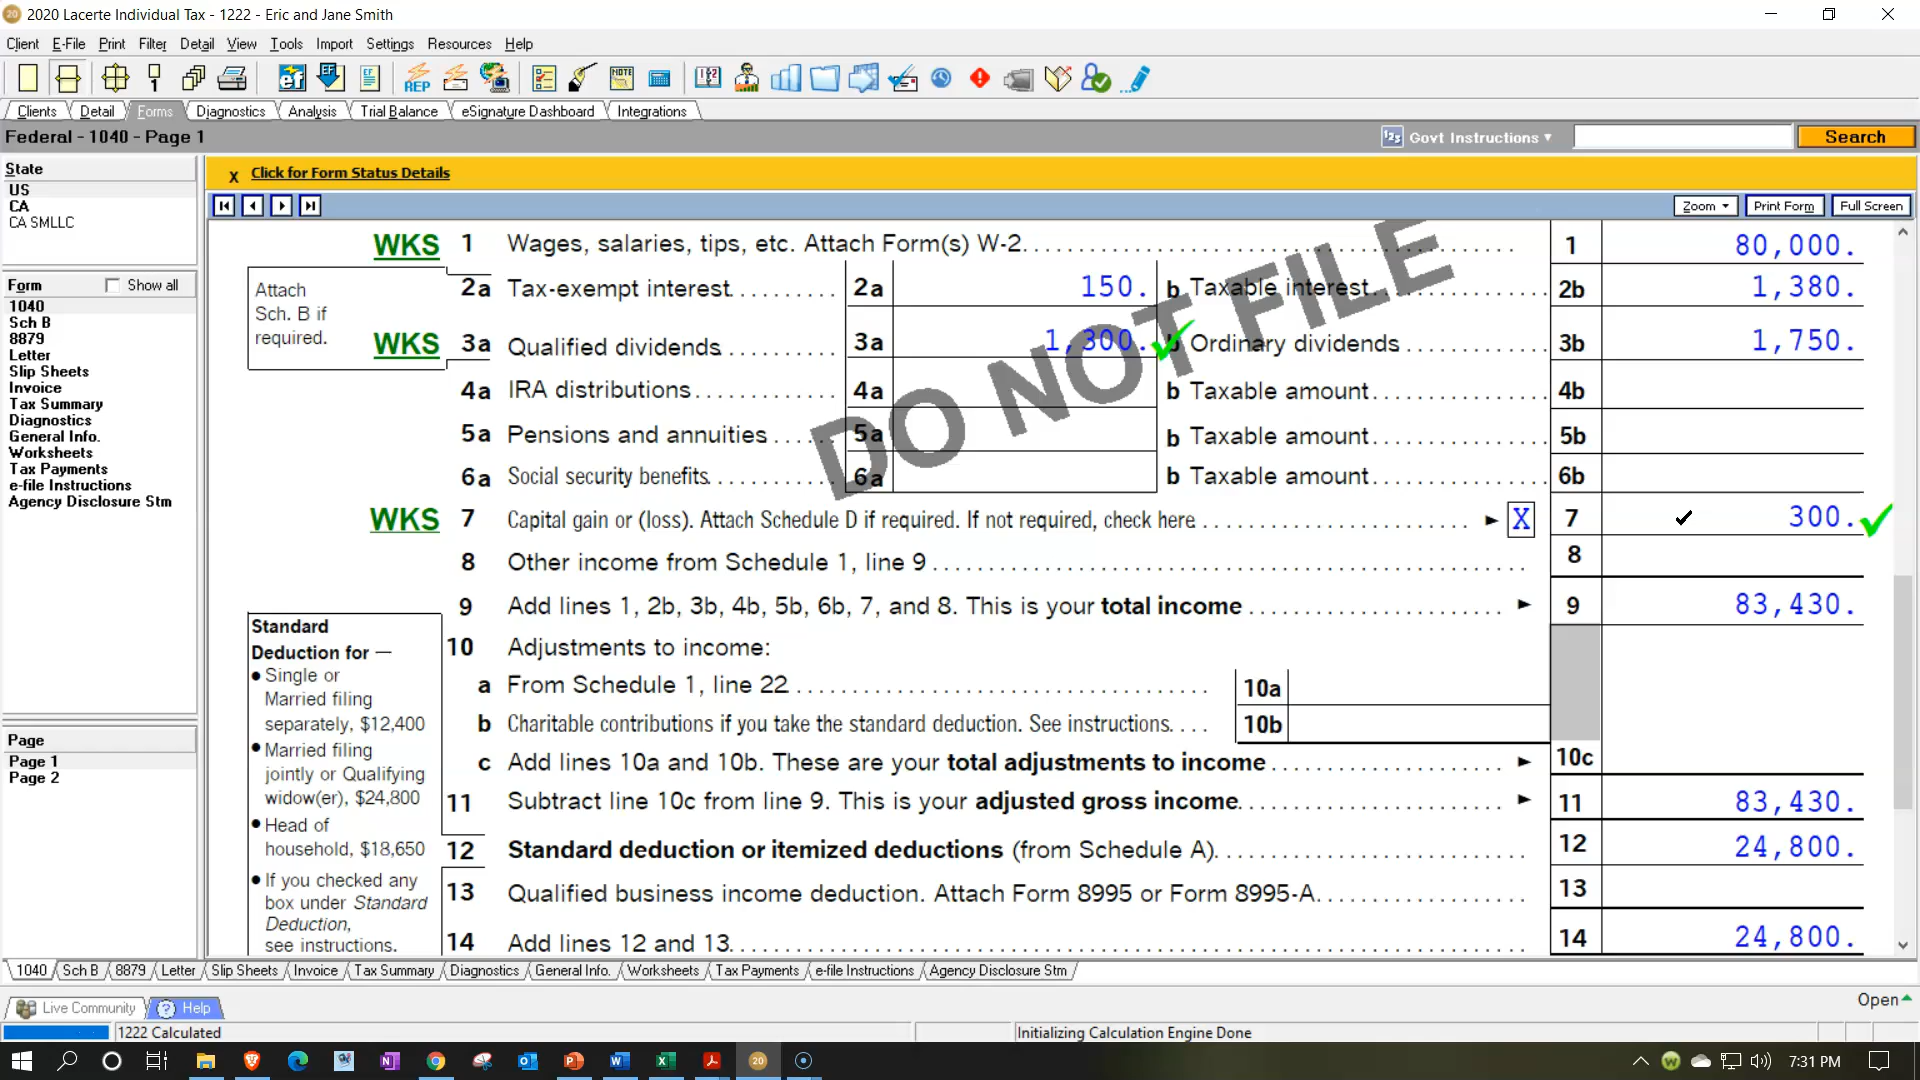 2020 Lacerte Individual Tax - 1222 - Eric and Jane Smith
Client E-File Print Filter Detail View Tools Import Settings Resources Help
Clients Detail Forms Diagnostics Analysis Trial Balance eSignature Dashboard Integrations
Federal - 1040 - Page 1 Govt Instructions Search
State
US
CA
CA SMLLC
Form Show all
1040
Sch B
8879
Letter
Slip Sheets
Invoice
Tax Summary
Diagnostics
General Info.
Worksheets
Tax Payments
e-file Instructions
Agency Disclosure Stm
Page
Page 1
Page 2
x Click for Form Status Details
Zoom Print Form Full Screen
DO NOT FILE
WKS 1 Wages, salaries, tips, etc. Attach Form(s) W-2 1 80,000.
Attach
Sch. B if
required.
2a Tax-exempt interest 2a 150. b Taxable interest 2b 1,380.
WKS 3a Qualified dividends 3a 1,300. b Ordinary dividends 3b 1,750.
4a IRA distributions 4a b Taxable amount 4b
5a Pensions and annuities 5a b Taxable amount 5b
6a Social security benefits 6a b Taxable amount 6b
WKS 7 Capital gain or (loss). Attach Schedule D if required. If not required, check here X 7 300.
8 Other income from Schedule 1, line 9 8
9 Add lines 1, 2b, 3b, 4b, 5b, 6b, 7, and 8. This is your total income 9 83,430.
10 Adjustments to income:
a From Schedule 1, line 22 10a
b Charitable contributions if you take the standard deduction. See instructions. 10b
c Add lines 10a and 10b. These are your total adjustments to income 10c
11 Subtract line 10c from line 9. This is your adjusted gross income 11 83,430.
12 Standard deduction or itemized deductions (from Schedule A) 12 24,800.
13 Qualified business income deduction. Attach Form 8995 or Form 8995-A 13
14 Add lines 12 and 13 14 24,800.
Standard
Deduction for —
Single or
Married filing
separately, $12,400
Married filing
jointly or Qualifying
widow(er), $24,800
Head of
household, $18,650
If you checked any
box under Standard
Deduction,
see instructions.
1040 Sch B 8879 Letter Slip Sheets Invoice Tax Summary Diagnostics General Info. Worksheets Tax Payments e-file Instructions Agency Disclosure Stm
Live Community Help Open
1222 Calculated Initializing Calculation Engine Done
7:31 PM